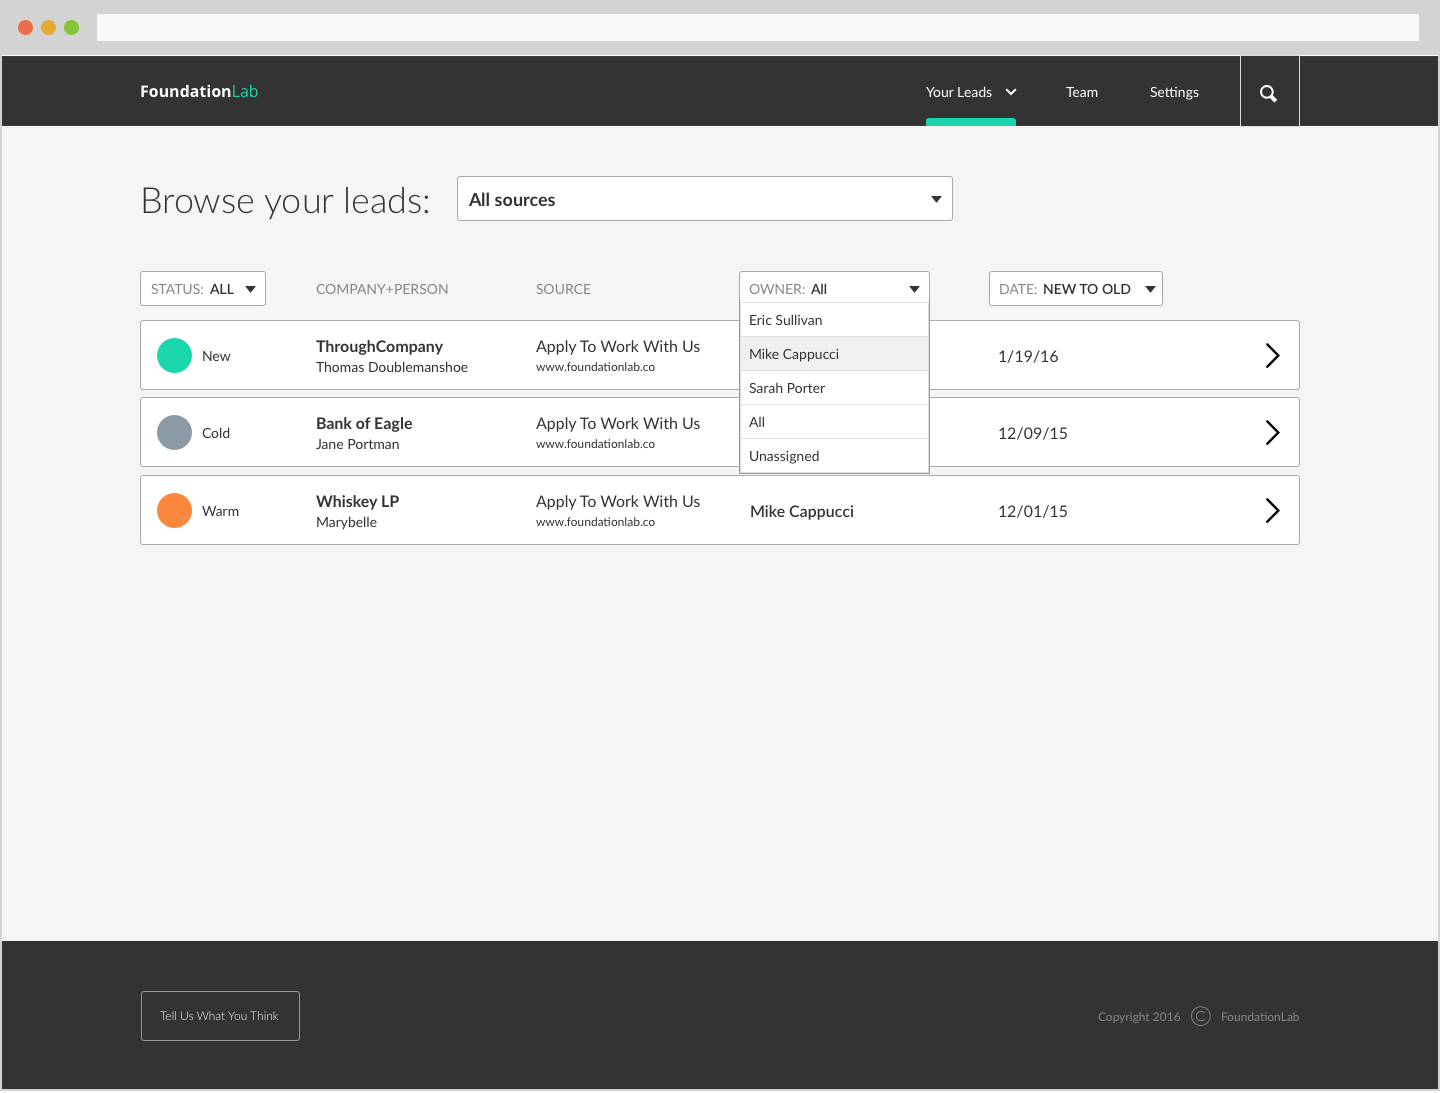 FoundationLab
Your Leads
Team
Settings
Browse your leads:
All sources
STATUS: ALL
COMPANY+PERSON
SOURCE
OWNER: All
DATE: NEW TO OLD
Eric Sullivan
Mike Cappucci
Sarah Porter
All
Unassigned
New
ThroughCompany
Thomas Doublemanshoe
Apply To Work With Us
www.foundationlab.co
1/19/16
Cold
Bank of Eagle
Jane Portman
Apply To Work With Us
www.foundationlab.co
12/09/15
Warm
Whiskey LP
Marybelle
Apply To Work With Us
www.foundationlab.co
Mike Cappucci
12/01/15
Tell Us What You Think
Copyright 2016 © FoundationLab